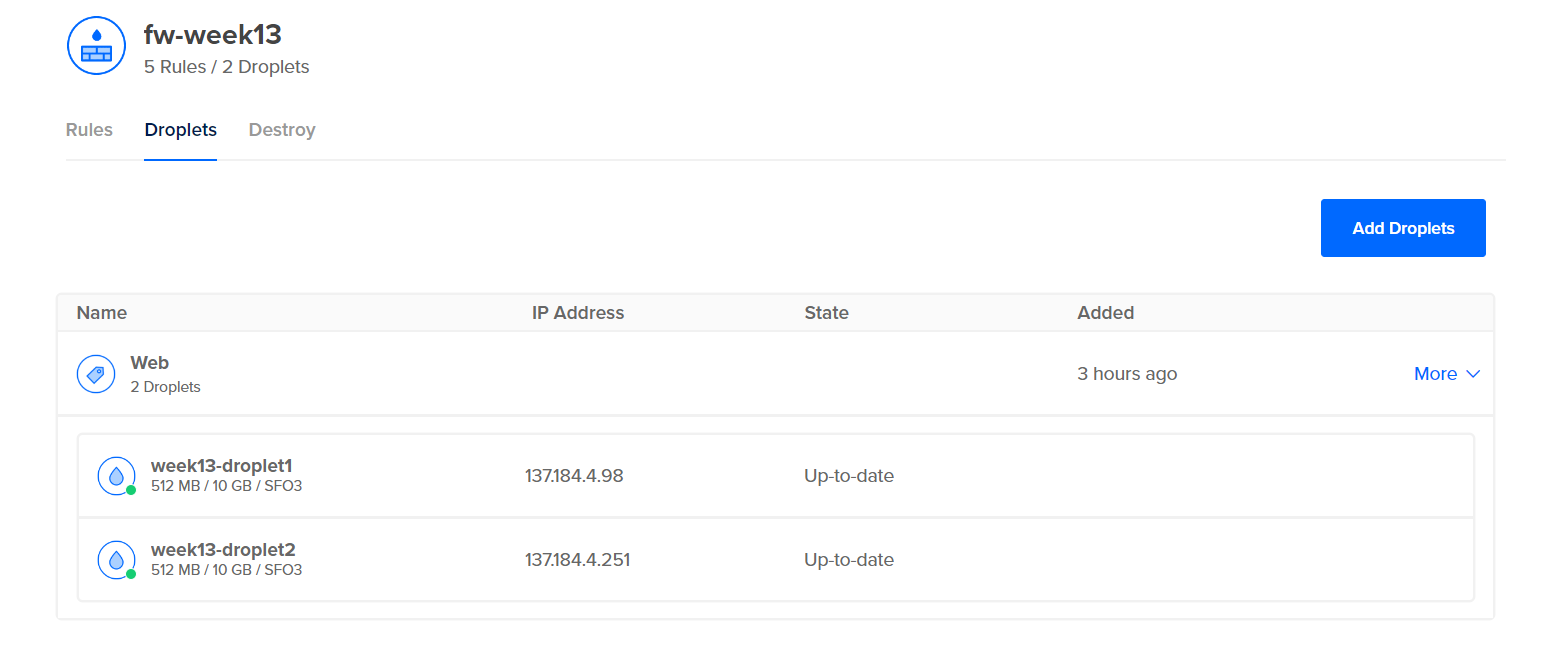 fw-week13
5 Rules / 2 Droplets
Rules Droplets Destroy
Add Droplets
Name IP Address State Added
Web
2 Droplets
3 hours ago
More
week13-droplet1
512 MB / 10 GB / SFO3
137.184.4.98
Up-to-date
week13-droplet2
512 MB / 10 GB / SFO3
137.184.4.251
Up-to-date